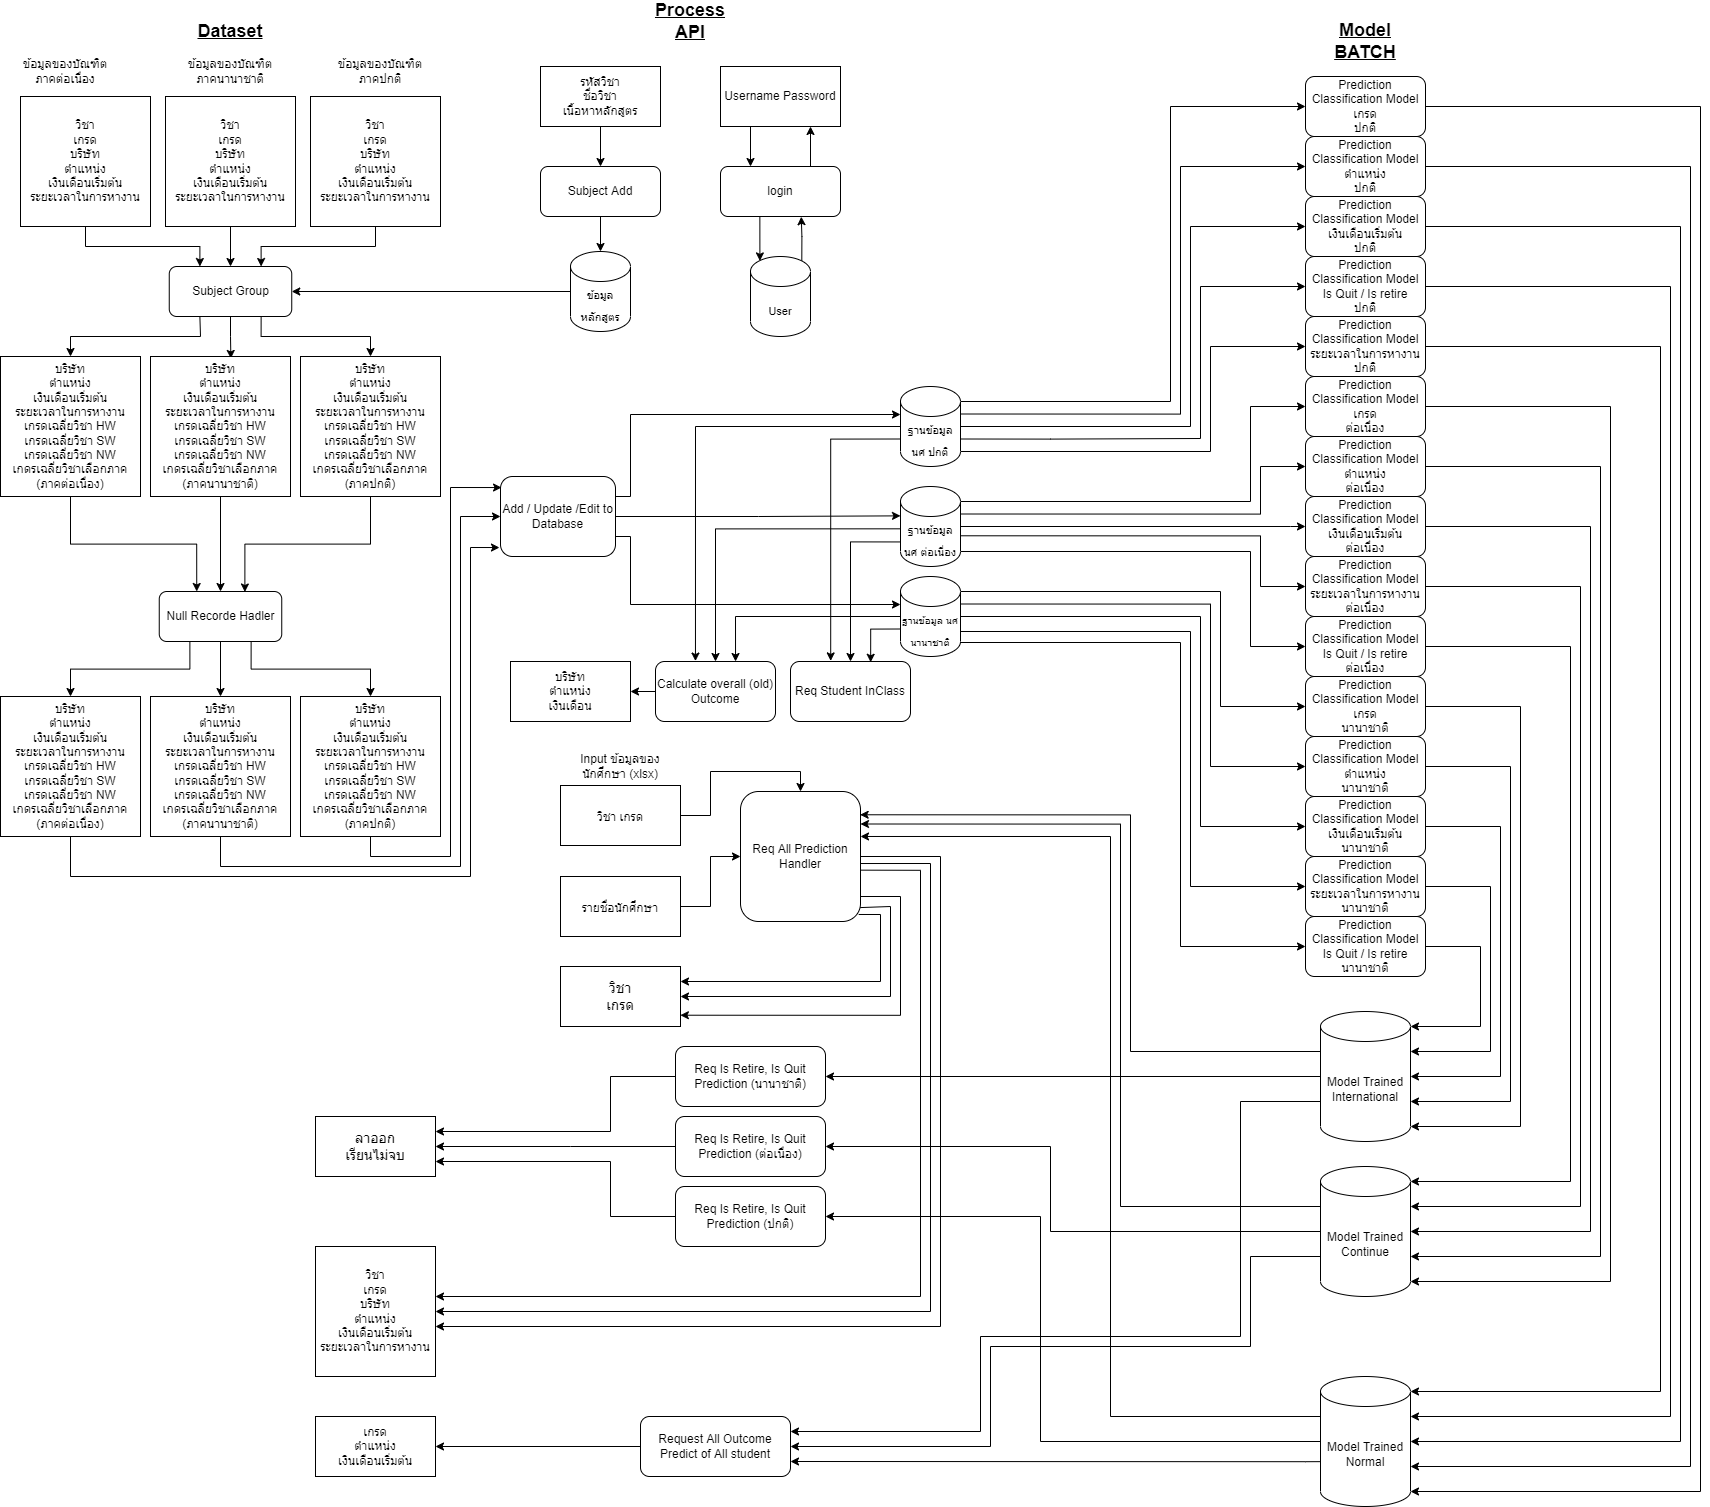 Dataset
ข้อมูลของบัณฑิต
ภาคต่อเนื่อง
ข้อมูลของบัณฑิต
ภาคนานาชาติ
ข้อมูลของบัณฑิต
ภาคปกติ
วิชา
เกรด
บริษัท
ตำแหน่ง
เงินเดือนเริ่มต้น
ระยะเวลาในการหางาน
วิชา
เกรด
บริษัท
ตำแหน่ง
เงินเดือนเริ่มต้น
ระยะเวลาในการหางาน
วิชา
เกรด
บริษัท
ตำแหน่ง
เงินเดือนเริ่มต้น
ระยะเวลาในการหางาน
Subject Group
บริษัท
ตำแหน่ง
เงินเดือนเริ่มต้น
ระยะเวลาในการหางาน
เกรดเฉลี่ยวิชา HW
เกรดเฉลี่ยวิชา SW
เกรดเฉลี่ยวิชา NW
เกดรเฉลี่ยวิชาเลือกภาค
(ภาคต่อเนื่อง)
บริษัท
ตำแหน่ง
เงินเดือนเริ่มต้น
ระยะเวลาในการหางาน
เกรดเฉลี่ยวิชา HW
เกรดเฉลี่ยวิชา SW
เกรดเฉลี่ยวิชา NW
เกดรเฉลี่ยวิชาเลือกภาค
(ภาคนานาชาติ)
บริษัท
ตำแหน่ง
เงินเดือนเริ่มต้น
ระยะเวลาในการหางาน
เกรดเฉลี่ยวิชา HW
เกรดเฉลี่ยวิชา SW
เกรดเฉลี่ยวิชา NW
เกดรเฉลี่ยวิชาเลือกภาค
(ภาคปกติ)
Null Recorde Hadler
บริษัท
ตำแหน่ง
เงินเดือนเริ่มต้น
ระยะเวลาในการหางาน
เกรดเฉลี่ยวิชา HW
เกรดเฉลี่ยวิชา SW
เกรดเฉลี่ยวิชา NW
เกดรเฉลี่ยวิชาเลือกภาค
(ภาคต่อเนื่อง)
บริษัท
ตำแหน่ง
เงินเดือนเริ่มต้น
ระยะเวลาในการหางาน
เกรดเฉลี่ยวิชา HW
เกรดเฉลี่ยวิชา SW
เกรดเฉลี่ยวิชา NW
เกดรเฉลี่ยวิชาเลือกภาค
(ภาคนานาชาติ)
บริษัท
ตำแหน่ง
เงินเดือนเริ่มต้น
ระยะเวลาในการหางาน
เกรดเฉลี่ยวิชา HW
เกรดเฉลี่ยวิชา SW
เกรดเฉลี่ยวิชา NW
เกดรเฉลี่ยวิชาเลือกภาค
(ภาคปกติ)
Process
API
รหัสวิชา
ชื่อวิชา
เนื้อหาหลักสูตร
Subject Add
ข้อมูล
หลักสูตร
Username Password
login
User
Add / Update /Edit to
Database
ฐานข้อมูล
นศ ปกติ
ฐานข้อมูล
นศ ต่อเนื่อง
ฐานข้อมูล นศ
นานาชาติ
บริษัท
ตำแหน่ง
เงินเดือน
Calculate overall (old)
Outcome
Req Student InClass
Input ข้อมูลของ
นักศึกษา (xlsx)
วิชา เกรด
รายชื่อนักศึกษา
Req All Prediction
Handler
วิชา
เกรด
Req Is Retire, Is Quit
Prediction (นานาชาติ)
Req Is Retire, Is Quit
Prediction (ต่อเนื่อง)
Req Is Retire, Is Quit
Prediction (ปกติ)
ลาออก
เรียนไม่จบ
วิชา
เกรด
บริษัท
ตำแหน่ง
เงินเดือนเริ่มต้น
ระยะเวลาในการหางาน
เกรด
ตำแหน่ง
เงินเดือนเริ่มต้น
Request All Outcome
Predict of All student
Model
BATCH
Prediction
Classification Model
เกรด
ปกติ
Prediction
Classification Model
ตำแหน่ง
ปกติ
Prediction
Classification Model
เงินเดือนเริ่มต้น
ปกติ
Prediction
Classification Model
Is Quit / Is retire
ปกติ
Prediction
Classification Model
ระยะเวลาในการหางาน
ปกติ
Prediction
Classification Model
เกรด
ต่อเนื่อง
Prediction
Classification Model
ตำแหน่ง
ต่อเนื่อง
Prediction
Classification Model
เงินเดือนเริ่มต้น
ต่อเนื่อง
Prediction
Classification Model
ระยะเวลาในการหางาน
ต่อเนื่อง
Prediction
Classification Model
Is Quit / Is retire
ต่อเนื่อง
Prediction
Classification Model
เกรด
นานาชาติ
Prediction
Classification Model
ตำแหน่ง
นานาชาติ
Prediction
Classification Model
เงินเดือนเริ่มต้น
นานาชาติ
Prediction
Classification Model
ระยะเวลาในการหางาน
นานาชาติ
Prediction
Classification Model
Is Quit / Is retire
นานาชาติ
Model Trained
International
Model Trained
Continue
Model Trained
Normal